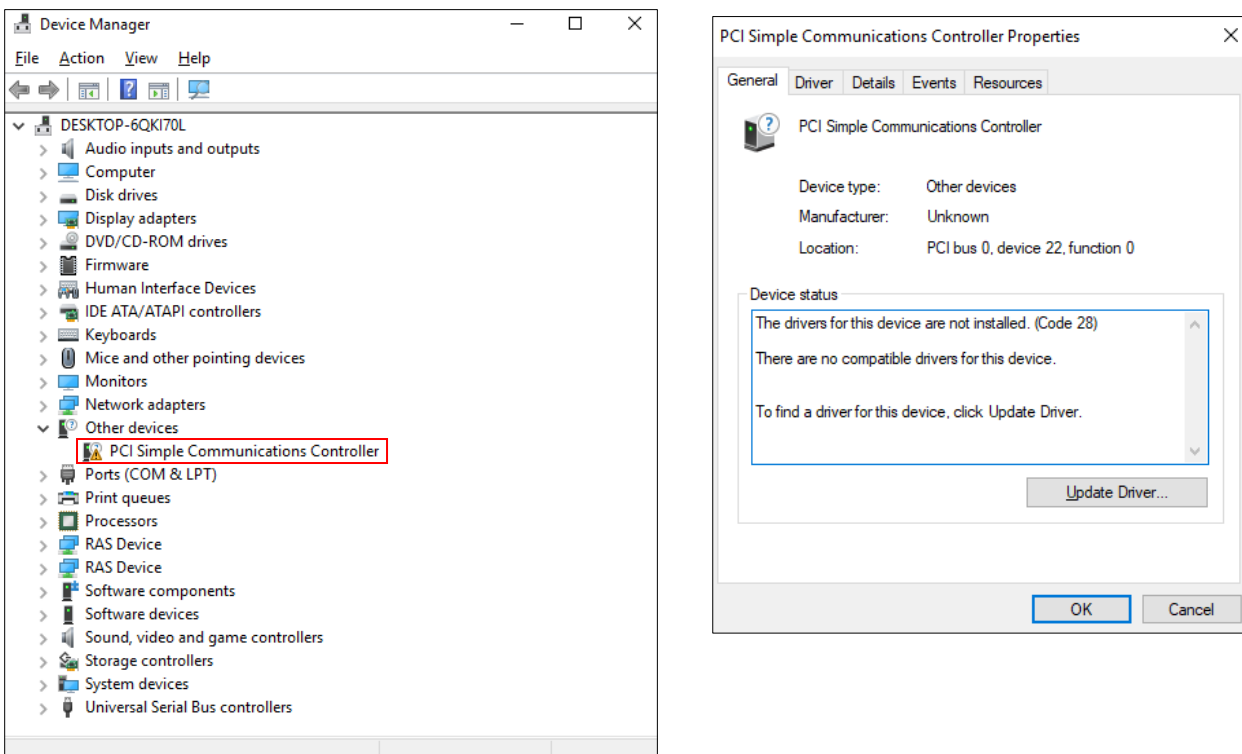 Device Manager
File Action View Help
DESKTOP-6QKI70L
Audio inputs and outputs
Computer
Disk drives
Display adapters
DVD/CD-ROM drives
Firmware
Human Interface Devices
IDE ATA/ATAPI controllers
Keyboards
Mice and other pointing devices
Monitors
Network adapters
Other devices
PCI Simple Communications Controller
Ports (COM & LPT)
Print queues
Processors
RAS Device
RAS Device
Software components
Software devices
Sound, video and game controllers
Storage controllers
System devices
Universal Serial Bus controllers
PCI Simple Communications Controller Properties
General Driver Details Events Resources
PCI Simple Communications Controller
Device type: Other devices
Manufacturer: Unknown
Location: PCI bus 0, device 22, function 0
Device status
The drivers for this device are not installed. (Code 28)
There are no compatible drivers for this device.
To find a driver for this device, click Update Driver.
Update Driver...
OK Cancel